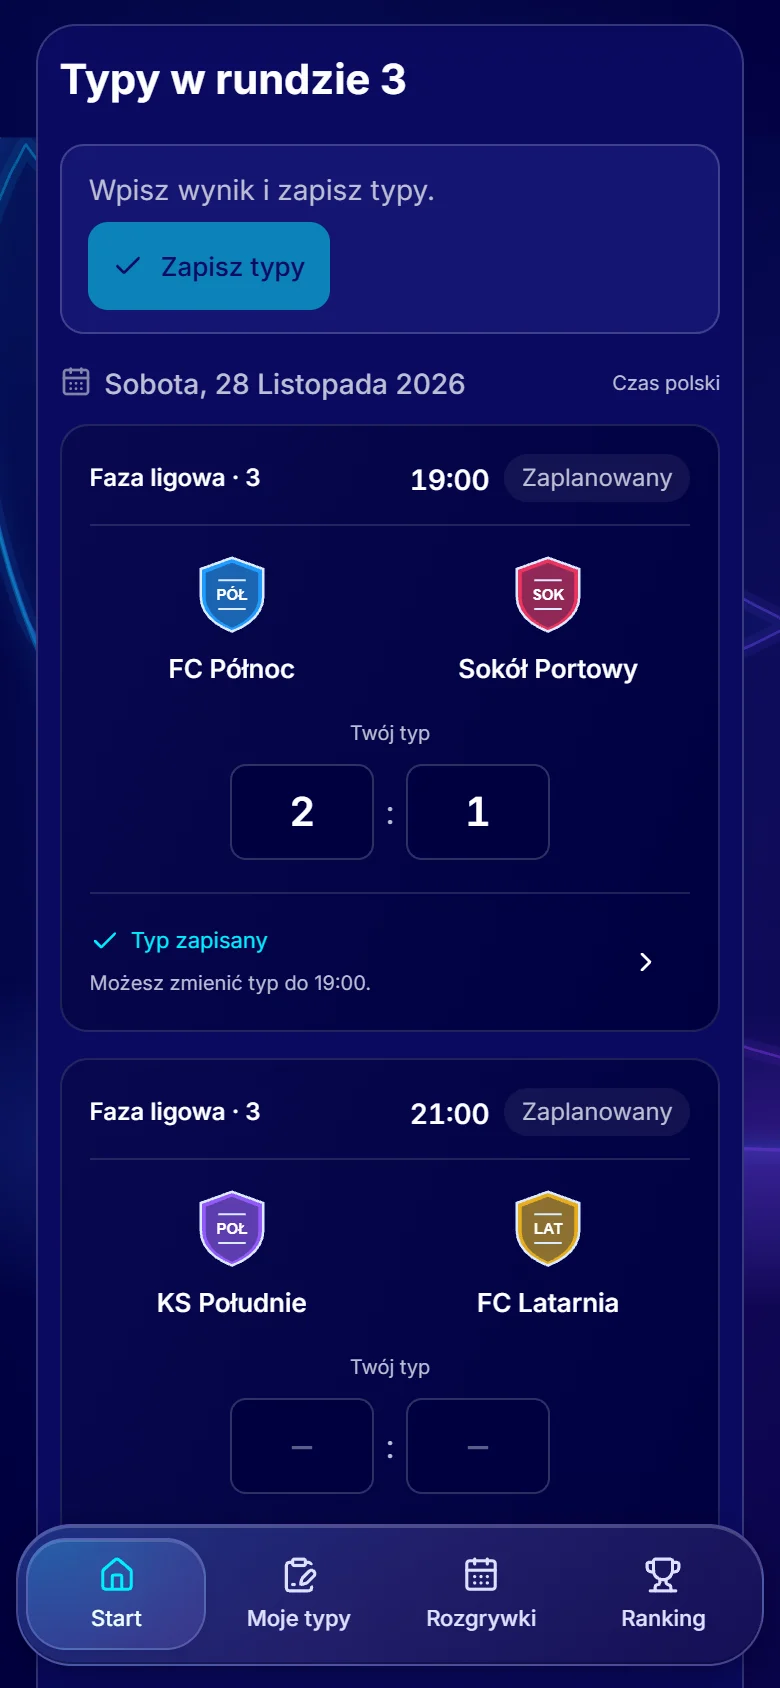 Typy w rundzie 3
Wpisz wynik i zapisz typy.
Zapisz typy
Sobota, 28 Listopada 2026
Czas polski
Faza ligowa · 3
19:00
Zaplanowany
PÓŁ
SOK
FC Północ
Sokół Portowy
Twój typ
2 : 1
Typ zapisany
Możesz zmienić typ do 19:00.
Faza ligowa · 3
21:00
Zaplanowany
POŁ
LAT
KS Południe
FC Latarnia
Twój typ
– : –
Start
Moje typy
Rozgrywki
Ranking